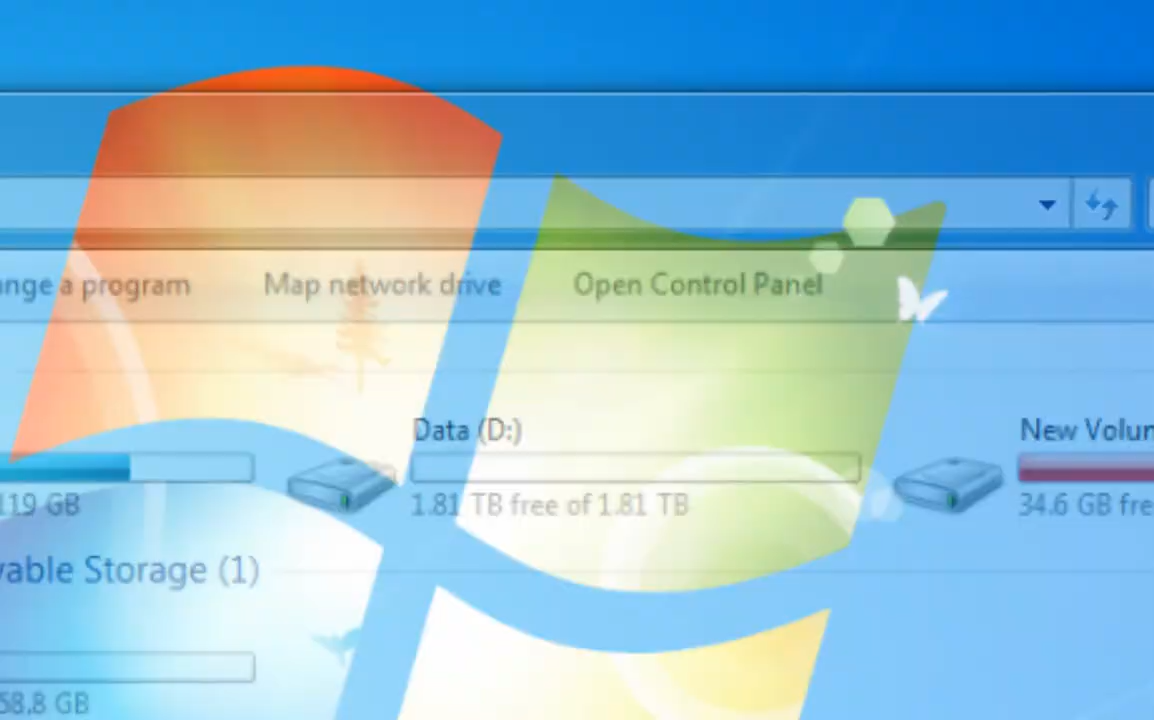 ange a program Map network drive Open Control Panel
Data (D:) New Volum
119 GB 1.81 TB free of 1.81 TB 34.6 GB fre
vable Storage (1)
58.8 GB